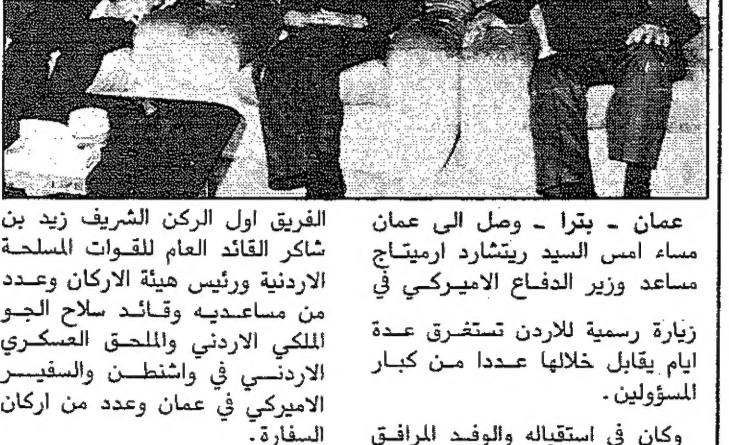 عمان ـ بترا ـ وصل الى عمان
مساء امس السيد ريتشارد ارميتاج
مساعد وزير الدفاع الاميركي في
زيارة رسمية للاردن تستغرق عدة
ايام يقابل خلالها عددا من كبار
المسؤولين .
وكان في استقباله والوفد المرافق
الفريق اول الركن الشريف زيد بن
شاكر القائد العام للقوات المسلحة
الاردنية ورئيس هيئة الاركان وعدد
من مساعديه وقائد سلاح الجو
الملكي الاردني والملحق العسكري
الاردني في واشنطن والسفير
الاميركي في عمان وعدد من اركان
السفارة .